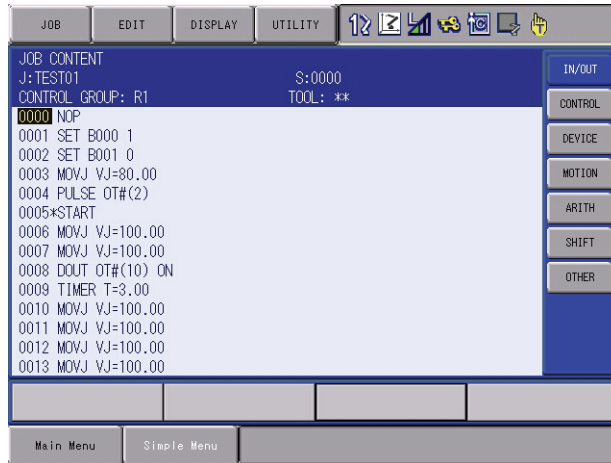 JOB EDIT DISPLAY UTILITY
JOB CONTENT
J:TEST01 S:0000
CONTROL GROUP: R1 TOOL: **
0000 NOP
0001 SET B000 1
0002 SET B001 0
0003 MOVJ VJ=80.00
0004 PULSE OT#(2)
0005*START
0006 MOVJ VJ=100.00
0007 MOVJ VJ=100.00
0008 DOUT OT#(10) ON
0009 TIMER T=3.00
0010 MOVJ VJ=100.00
0011 MOVJ VJ=100.00
0012 MOVJ VJ=100.00
0013 MOVJ VJ=100.00
IN/OUT
CONTROL
DEVICE
MOTION
ARITH
SHIFT
OTHER
Main Menu Simple Menu